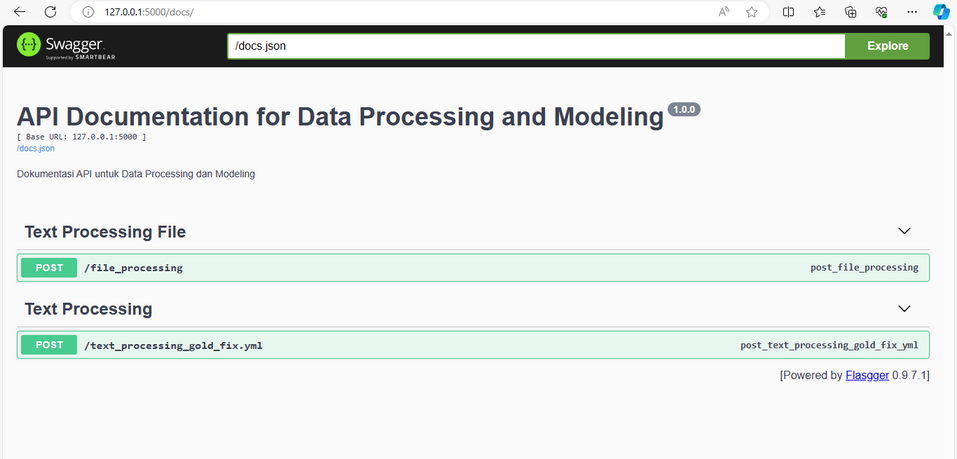 127.0.0.1:5000/docs/
Swagger.
Supported by SMARTBEAR
/docs.json
Explore
API Documentation for Data Processing and Modeling 1.0.0
[ Base URL: 127.0.0.1:5000 ]
/docs.json
Dokumentasi API untuk Data Processing dan Modeling
Text Processing File
POST /file_processing post_file_processing
Text Processing
POST /text_processing_gold_fix.yml post_text_processing_gold_fix_yml
[Powered by Flasgger 0.9.7.1]